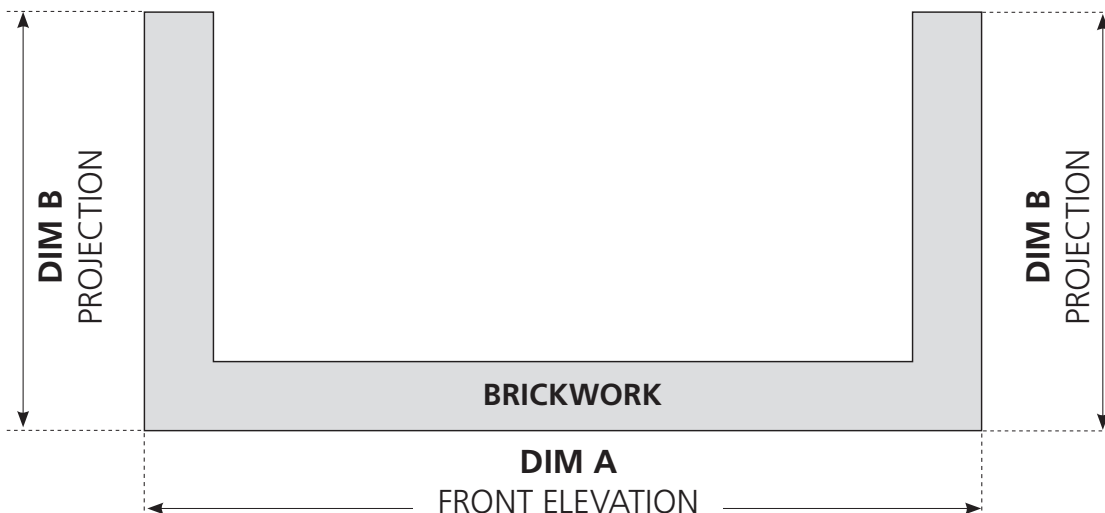 DIM B
PROJECTION
BRICKWORK
DIM B
PROJECTION
DIM A
FRONT ELEVATION